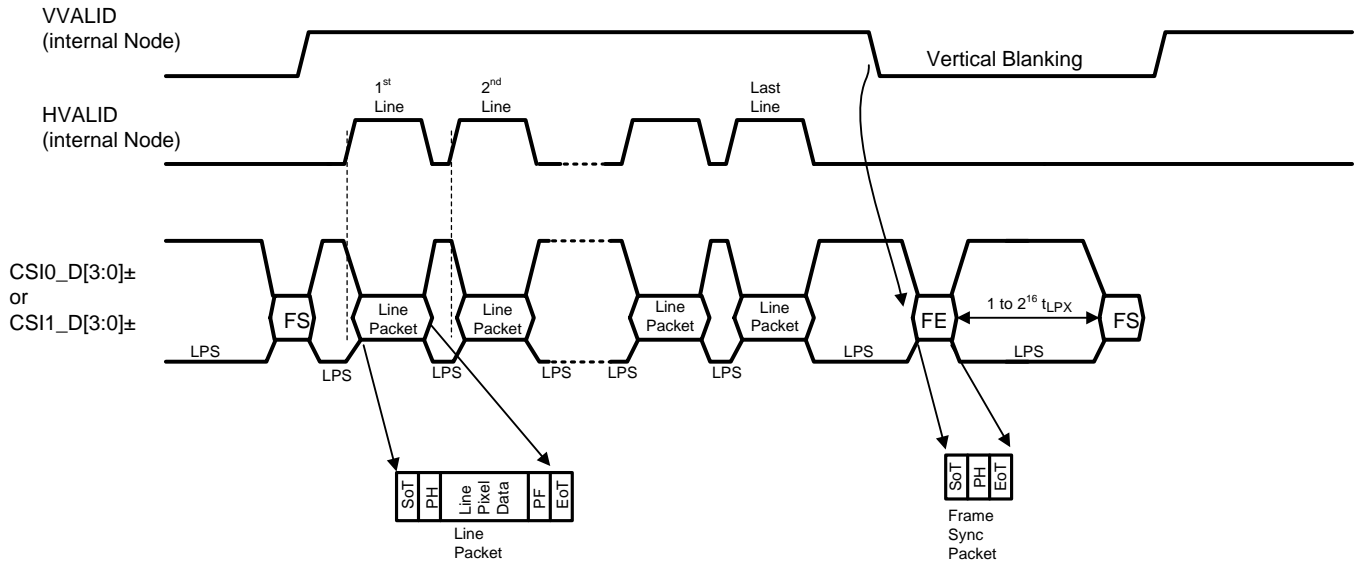 VVALID
(internal Node)
Vertical Blanking
1st
Line
2nd
Line
Last
Line
HVALID
(internal Node)
CSI0_D[3:0]±
or
CSI1_D[3:0]±
FS
Line
Packet
Line
Packet
Line
Packet
Line
Packet
FE
1 to 2^16 tLPX
FS
LPS
LPS
LPS
LPS
LPS
LPS
LPS
LPS
SoT
PH
Line
Pixel
Data
PF
EoT
Line
Packet
SoT
PH
EoT
Frame
Sync
Packet